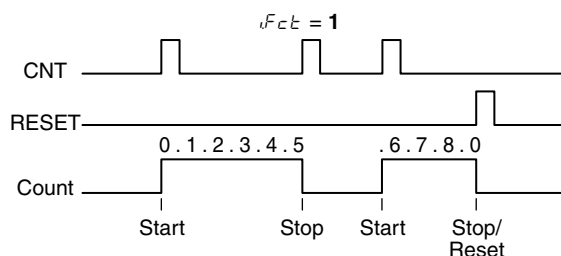 iFct = 1
CNT
RESET
0.1.2.3.4.5 .6.7.8.0
Count
Start Stop Start Stop/
Reset